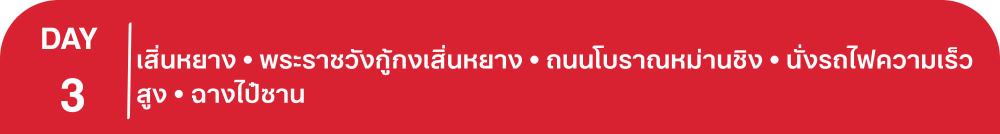 DAY
3
เสิ่นหยาง • พระราชวังกู้กงเสิ่นหยาง • ถนนโบราณหม่านชิง • นั่งรถไฟความเร็ว
สูง • ฉางไป๋ซาน